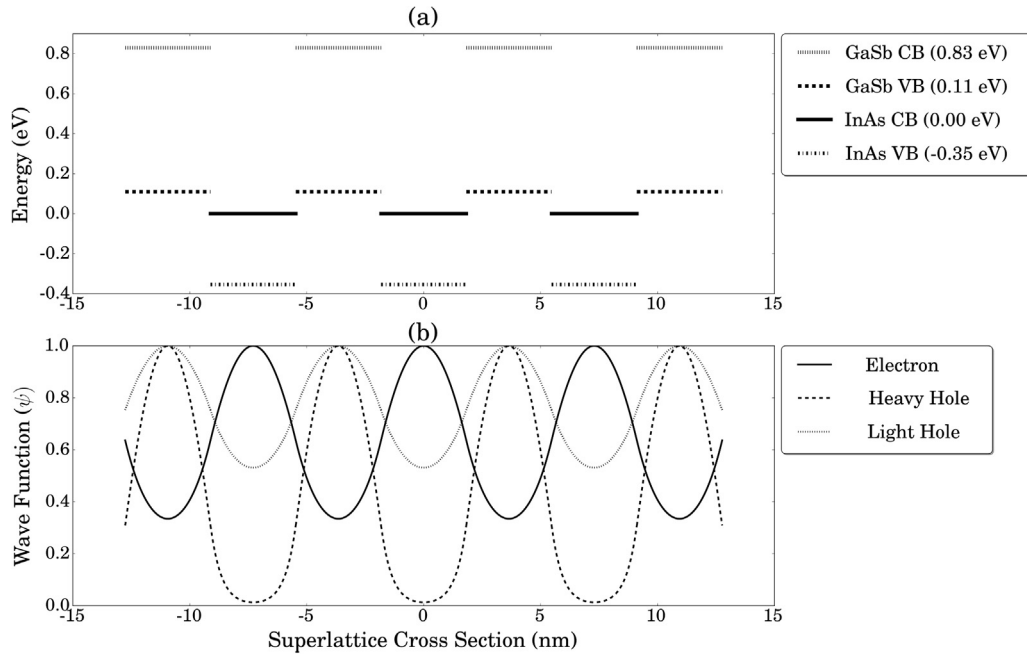 (a)
0.8
0.6
0.4
0.2
0.0
-0.2
-0.4
Energy (eV)
-15
-10
-5
0
5
10
15
GaSb CB (0.83 eV)
GaSb VB (0.11 eV)
InAs CB (0.00 eV)
InAs VB (-0.35 eV)
(b)
1.0
0.8
0.6
0.4
0.2
0.0
Wave Function (ψ)
-15
-10
-5
0
5
10
15
Superlattice Cross Section (nm)
Electron
Heavy Hole
Light Hole